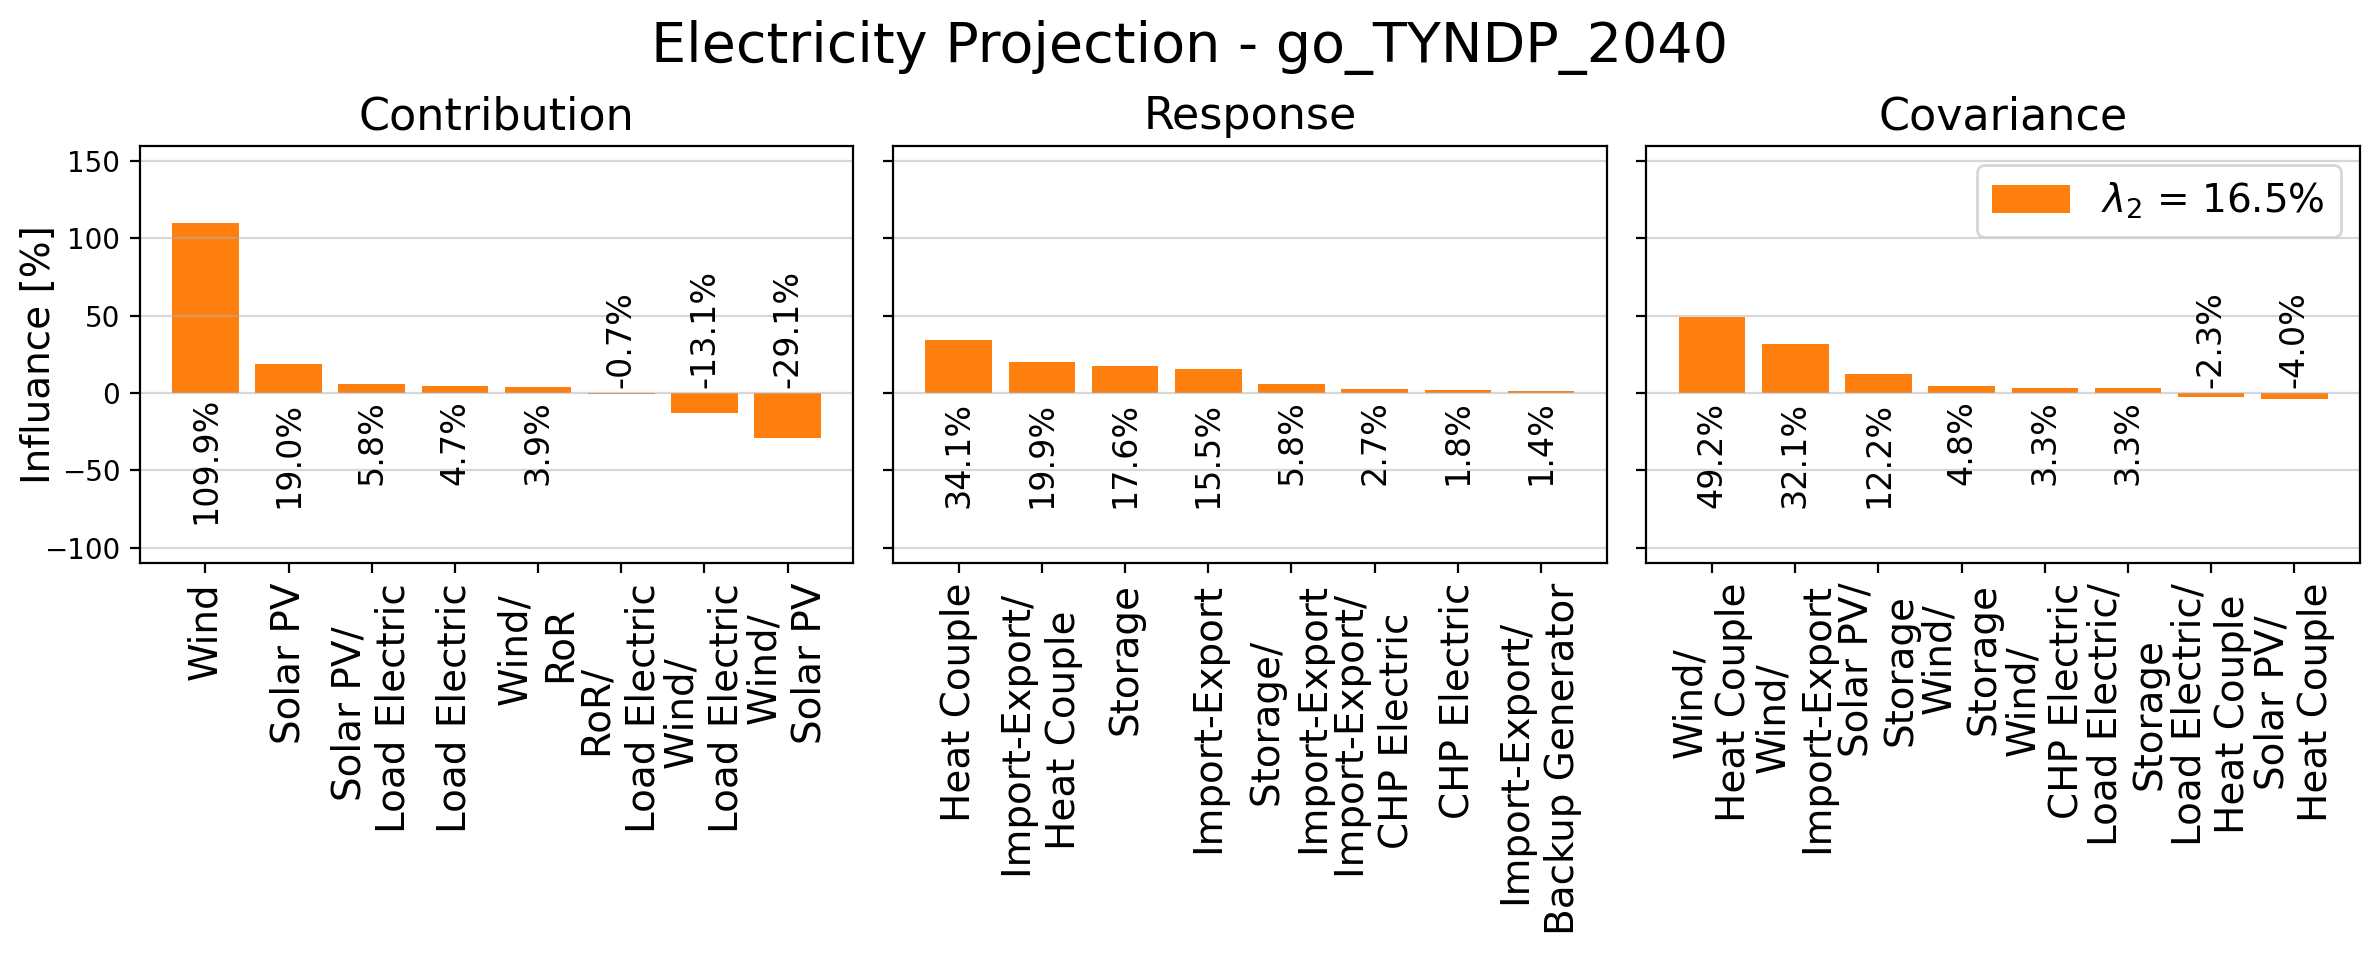 Electricity Projection - go_TYNDP_2040
Contribution
Response
Covariance
Influance [%]
150
100
50
0
−50
−100
109.9%
19.0%
5.8%
4.7%
3.9%
-0.7%
-13.1%
-29.1%
Wind
Solar PV
Solar PV/
Load Electric
Load Electric
Wind/
RoR
RoR/
Load Electric
Wind/
Load Electric
Wind/
Solar PV
34.1%
19.9%
17.6%
15.5%
5.8%
2.7%
1.8%
1.4%
Heat Couple
Import-Export/
Heat Couple
Storage
Import-Export
Storage/
Import-Export
Import-Export/
CHP Electric
CHP Electric
Import-Export/
Backup Generator
λ₂ = 16.5%
49.2%
32.1%
12.2%
4.8%
3.3%
3.3%
-2.3%
-4.0%
Wind/
Heat Couple
Wind/
Import-Export
Solar PV/
Storage
Wind/
Storage
Wind/
CHP Electric
Load Electric/
Storage
Load Electric/
Heat Couple
Solar PV/
Heat Couple